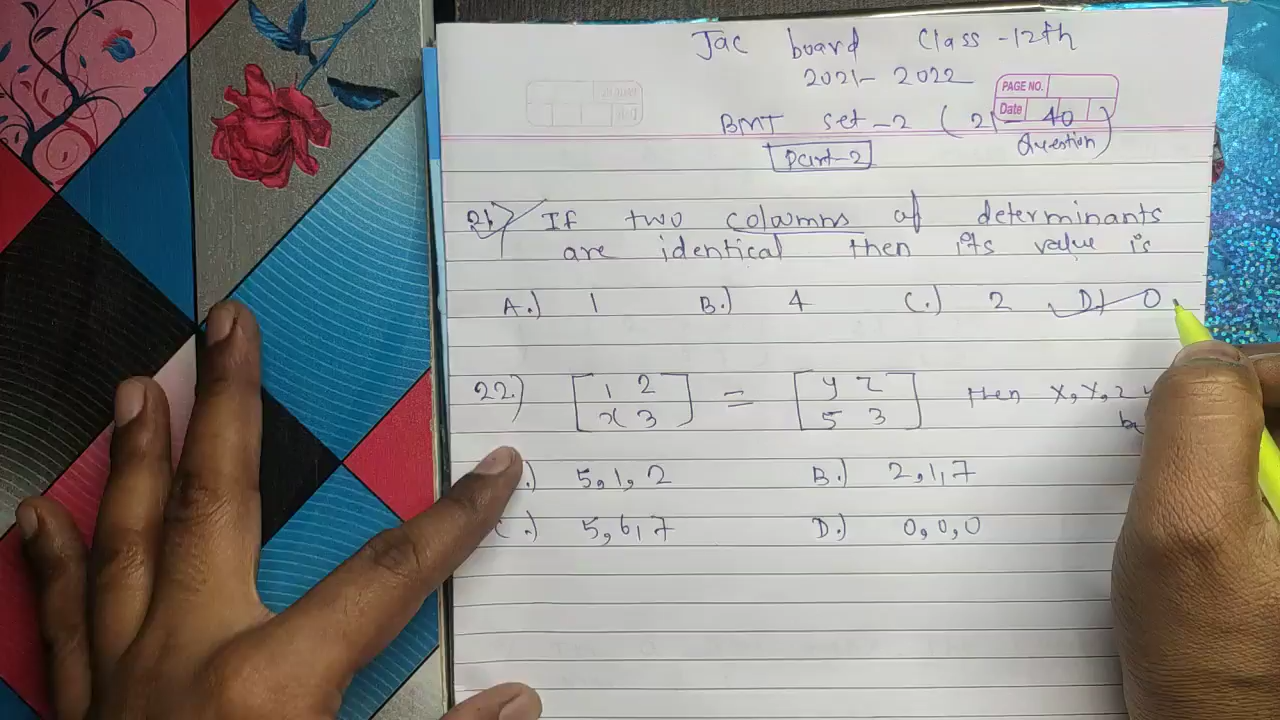 Jac board Class-12th
2021-2022
PAGE NO.
Date
BMT set-2 (21-40
Question)
Part-2
21) If two columns of determinants
are identical then its value is
A.) 1 B.) 4 C.) 2 D) 0
22.) [1 2 = [y z then x, y, z
x 3] 5 3]
.) 5,1,2 B.) 2,1,7
C.) 5,6,7 D.) 0,0,0